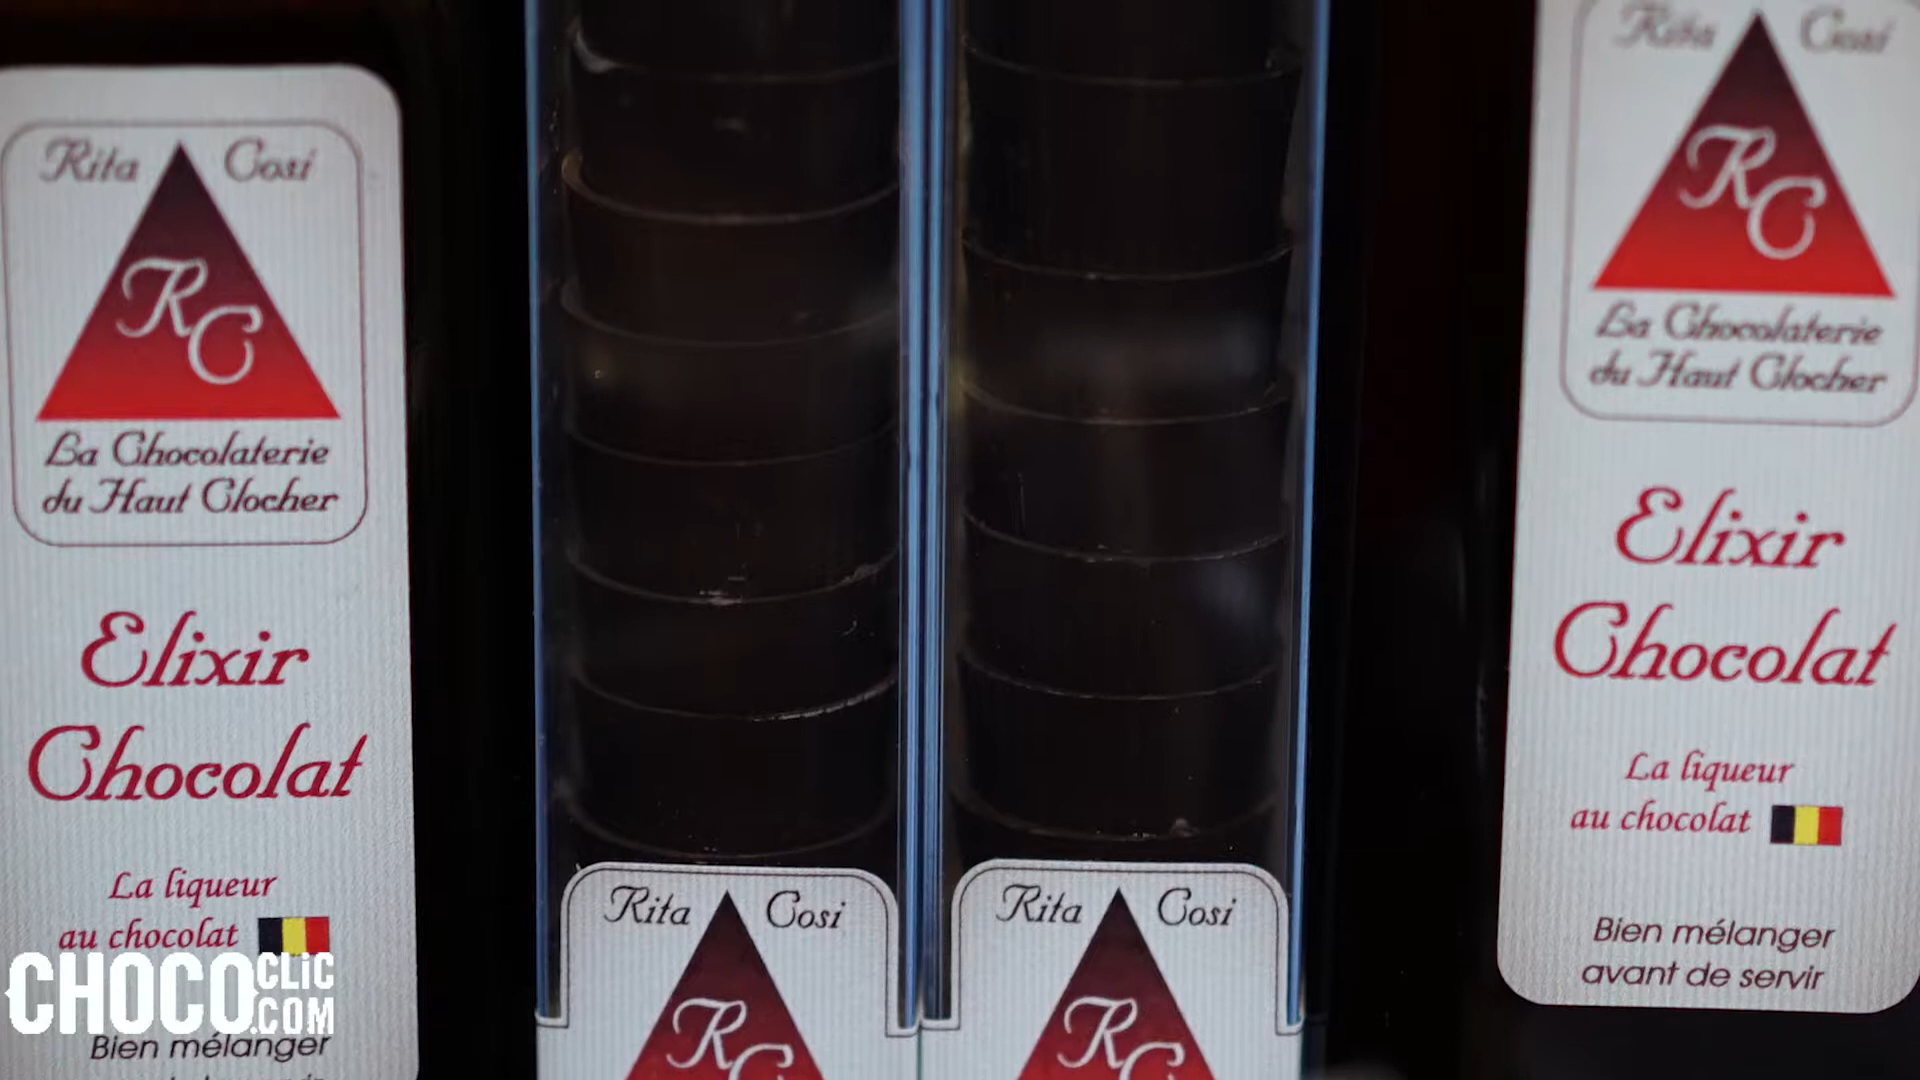 Rita Cosi
RC
La Chocolaterie
du Haut Clocher
Elixir
Chocolat
La liqueur
au chocolat
Bien mélanger
CHOCOCLIC.COM
Rita Cosi
RC
Rita Cosi
RC
Rita Cosi
RC
La Chocolaterie
du Haut Clocher
Elixir
Chocolat
La liqueur
au chocolat
Bien mélanger
avant de servir